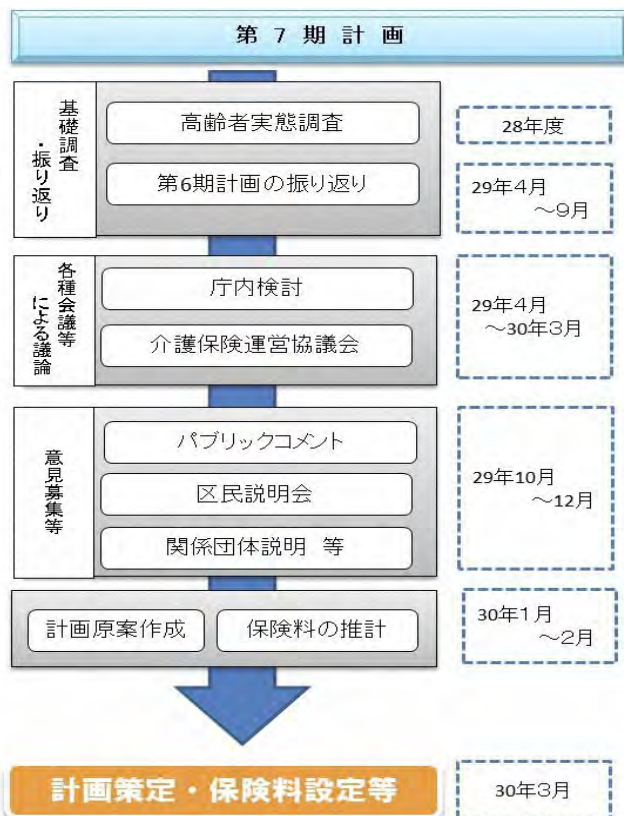 第７期計画
基礎調査
・振り返り
高齢者実態調査
28年度
第6期計画の振り返り
29年４月
～９月
各種会議等
による議論
庁内検討
介護保険運営協議会
29年４月
～30年３月
意見募集等
パブリックコメント
区民説明会
関係団体説明 等
29年10月
～12月
計画原案作成
保険料の推計
30年１月
～２月
計画策定・保険料設定等
30年３月